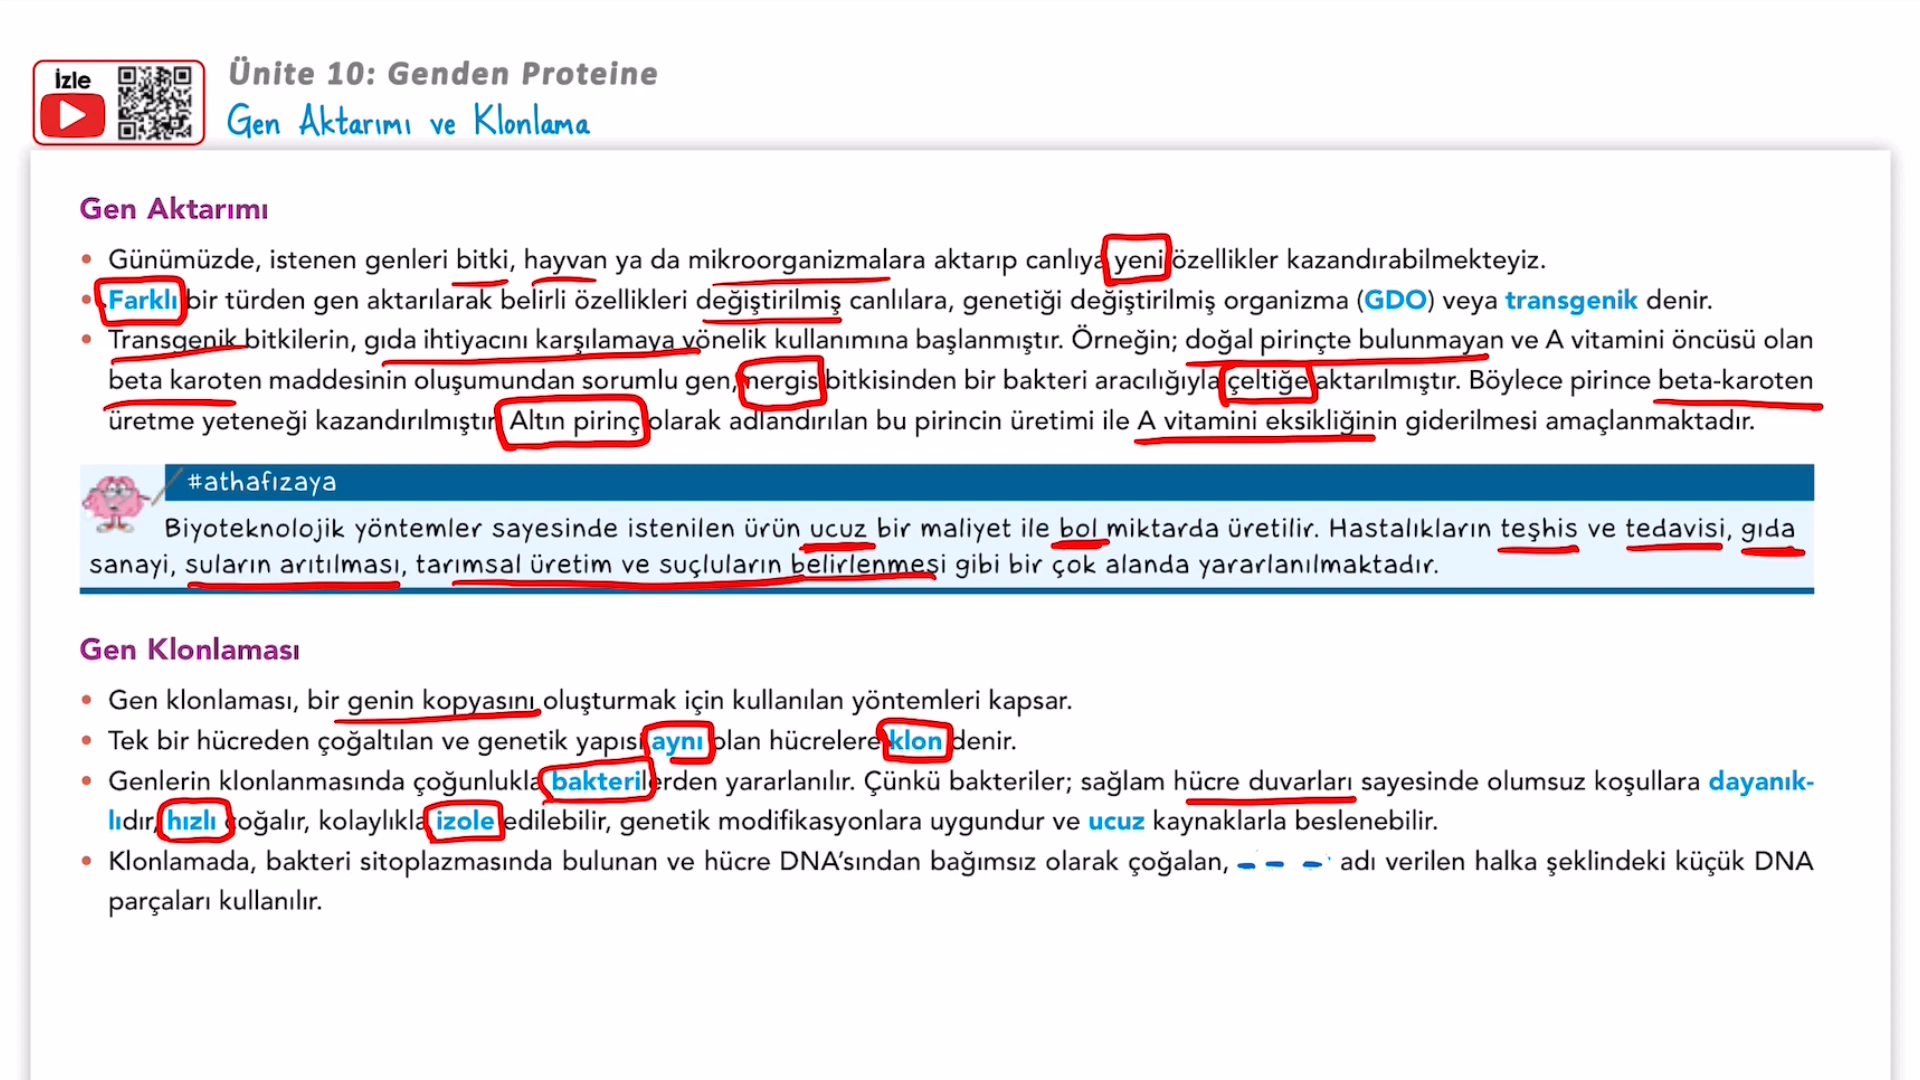 İzle
Ünite 10: Genden Proteine
Gen Aktarımı ve Klonlama
Gen Aktarımı
• Günümüzde, istenen genleri bitki, hayvan ya da mikroorganizmalara aktarıp canlıya yeni özellikler kazandırabilmekteyiz.
• Farklı bir türden gen aktarılarak belirli özellikleri değiştirilmiş canlılara, genetiği değiştirilmiş organizma (GDO) veya transgenik denir.
• Transgenik bitkilerin, gıda ihtiyacını karşılamaya yönelik kullanımına başlanmıştır. Örneğin; doğal pirinçte bulunmayan ve A vitamini öncüsü olan
beta karoten maddesinin oluşumundan sorumlu gen, nergis bitkisinden bir bakteri aracılığıyla çeltiğe aktarılmıştır. Böylece pirince beta-karoten
üretme yeteneği kazandırılmıştır. Altın pirinç olarak adlandırılan bu pirincin üretimi ile A vitamini eksikliğinin giderilmesi amaçlanmaktadır.
#athafızaya
Biyoteknolojik yöntemler sayesinde istenilen ürün ucuz bir maliyet ile bol miktarda üretilir. Hastalıkların teşhis ve tedavisi, gıda
sanayi, suların arıtılması, tarımsal üretim ve suçluların belirlenmesi gibi bir çok alanda yararlanılmaktadır.
Gen Klonlaması
• Gen klonlaması, bir genin kopyasını oluşturmak için kullanılan yöntemleri kapsar.
• Tek bir hücreden çoğaltılan ve genetik yapısı aynı olan hücrelere klon denir.
• Genlerin klonlanmasında çoğunlukla bakterilerden yararlanılır. Çünkü bakteriler; sağlam hücre duvarları sayesinde olumsuz koşullara dayanık-
lıdır, hızlı çoğalır, kolaylıkla izole edilebilir, genetik modifikasyonlara uygundur ve ucuz kaynaklarla beslenebilir.
• Klonlamada, bakteri sitoplazmasında bulunan ve hücre DNA'sından bağımsız olarak çoğalan, - - - adı verilen halka şeklindeki küçük DNA
parçaları kullanılır.